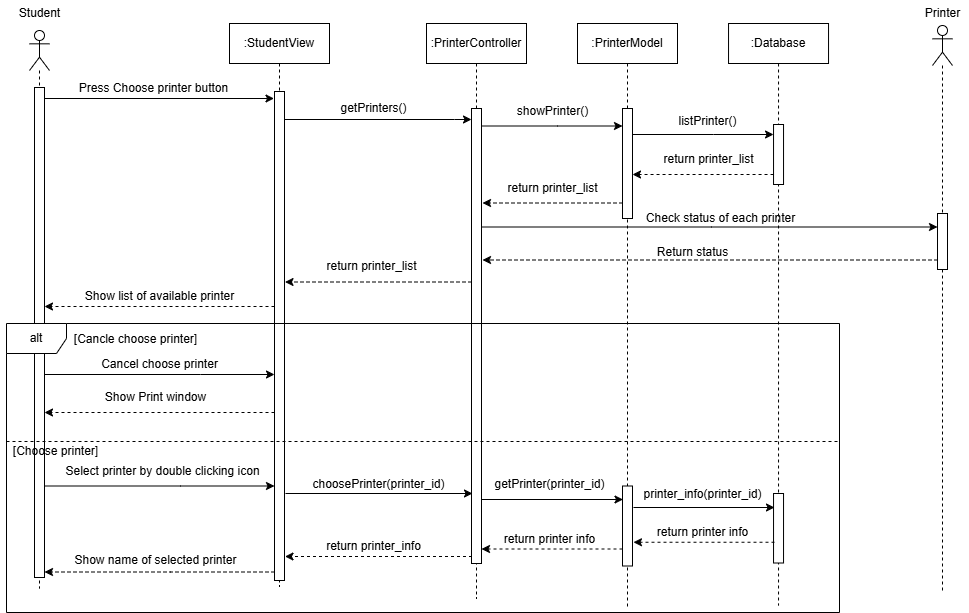 Student
Printer
:StudentView
:PrinterController
:PrinterModel
:Database
Press Choose printer button
getPrinters()
showPrinter()
listPrinter()
return printer_list
return printer_list
Check status of each printer
Return status
return printer_list
Show list of available printer
alt
[Cancle choose printer]
Cancel choose printer
Show Print window
[Choose printer]
Select printer by double clicking icon
choosePrinter(printer_id)
getPrinter(printer_id)
printer_info(printer_id)
return printer info
return printer info
return printer_info
Show name of selected printer